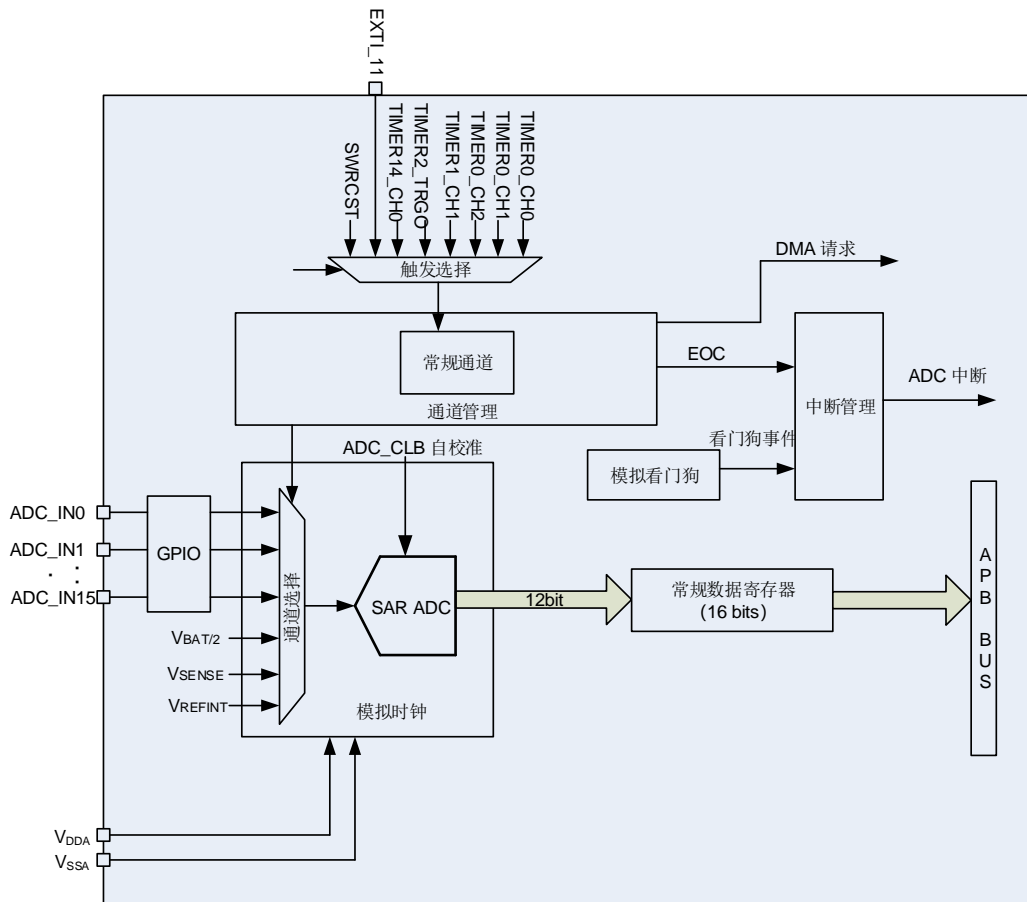 EXTI_11
SWRCST
TIMER14_CH0
TIMER2_TRGO
TIMER1_CH1
TIMER0_CH2
TIMER0_CH1
TIMER0_CH0
触发选择
DMA 请求
常规通道
通道管理
EOC
中断管理
ADC 中断
看门狗事件
模拟看门狗
ADC_CLB 自校准
ADC_IN0
ADC_IN1
ADC_IN15
GPIO
通道选择
SAR ADC
12bit
常规数据寄存器
(16 bits)
APB BUS
VBAT/2
VSENSE
VREFINT
模拟时钟
VDDA
VSSA